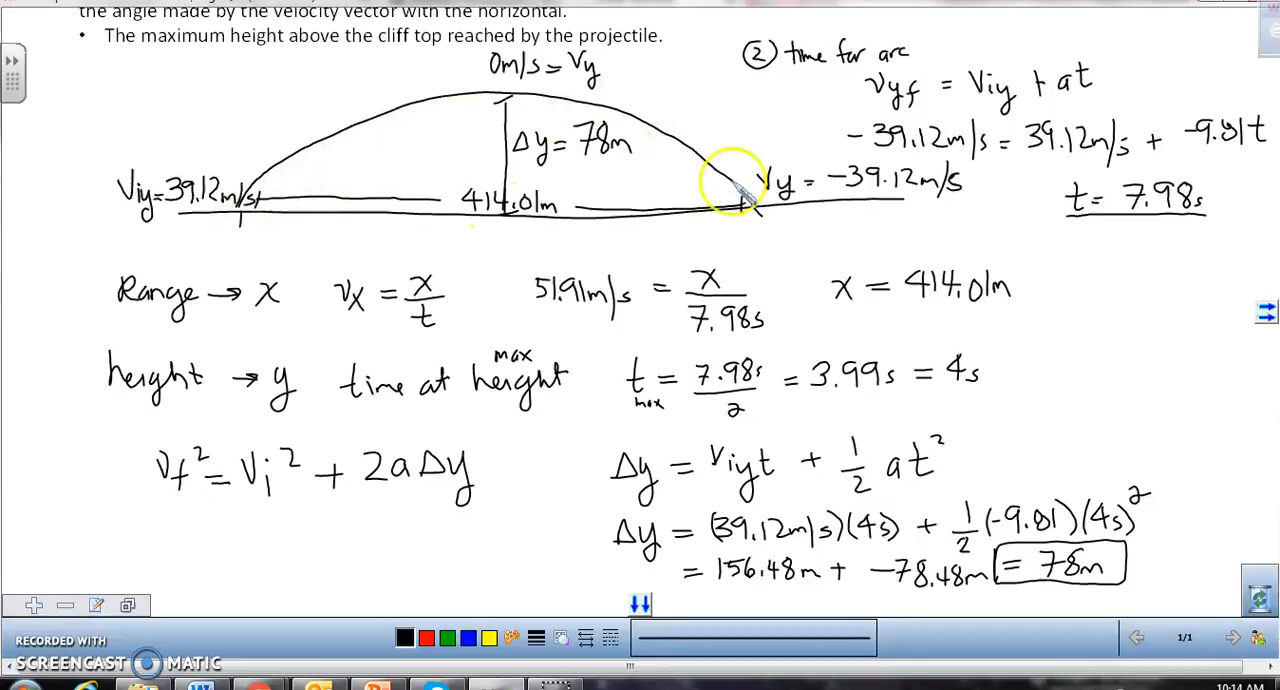 the angle made by the velocity vector with the horizontal.
• The maximum height above the cliff top reached by the projectile.
0m/s = Vy
② time for arc
Vyf = Viy + at
-39.12m/s = 39.12m/s + -9.81t
t = 7.98s
Δy = 78m
Viy = 39.12m/s
414.01m
Vy = -39.12m/s
Range → x Vx = x/t 51.91m/s = x/7.98s x = 414.01m
height → y time at max height t max = 7.98s/2 = 3.99s = 4s
Vf² = Vi² + 2aΔy
Δy = Viyt + 1/2 at²
Δy = (39.12m/s)(4s) + 1/2 (-9.81)(4s)²
= 156.48m + -78.48m = 78m
1/1
RECORDED WITH
SCREENCAST MATIC
10:14 AM